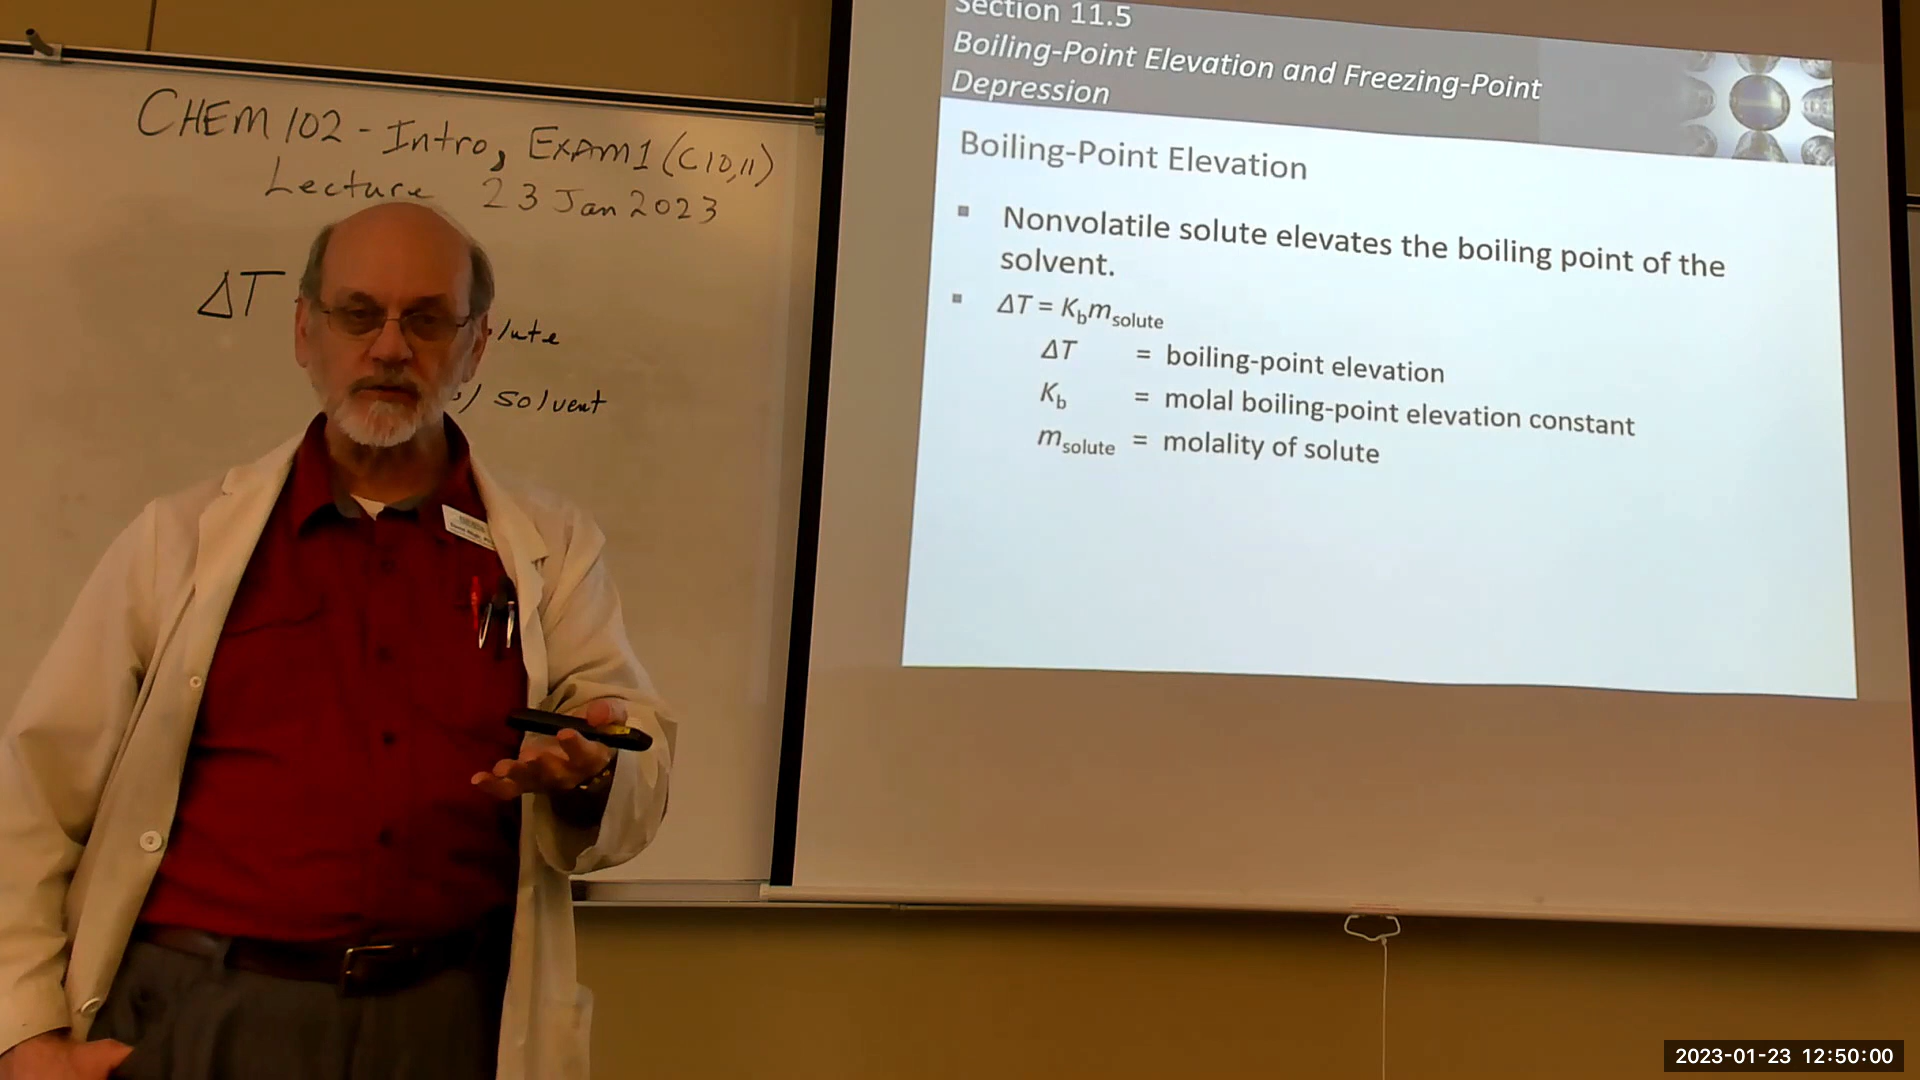 CHEM 102 - Intro, EXAM 1 (C10,11)
Lecture 23 Jan 2023
ΔT
solvent
Section 11.5
Boiling-Point Elevation and Freezing-Point
Depression
Boiling-Point Elevation
▪ Nonvolatile solute elevates the boiling point of the
solvent.
▪ ΔT = Kbmsolute
ΔT = boiling-point elevation
Kb = molal boiling-point elevation constant
msolute = molality of solute
2023-01-23 12:50:00